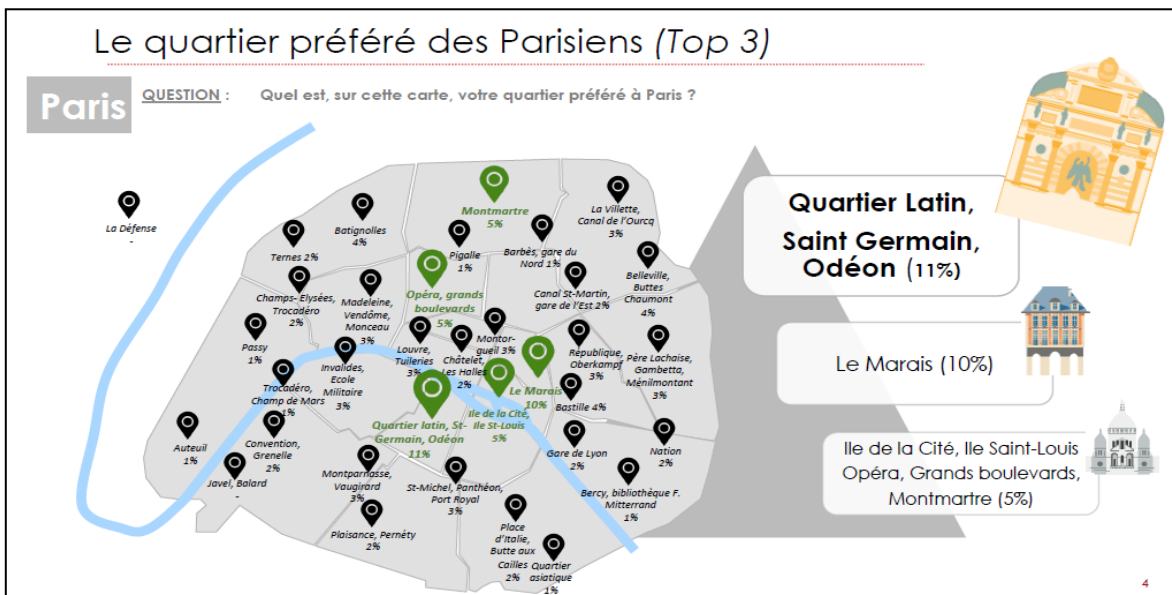 Le quartier préféré des Parisiens (Top 3)
Paris
QUESTION : Quel est, sur cette carte, votre quartier préféré à Paris ?
La Défense
-
Montmartre
5%
La Villette,
Canal de l'Ourcq
3%
Batignolles
4%
Ternes 2%
Pigalle
1%
Barbès, gare du
Nord 1%
Belleville,
Buttes
Chaumont
4%
Champs- Elysées,
Trocadéro
2%
Madeleine,
Vendôme,
Monceau
3%
Opéra, grands
boulevards
5%
Canal St-Martin,
gare de l'Est 2%
Passy
1%
Louvre,
Tuileries
3%
Châtelet,
Les Halles
2%
Montor-
gueil 3%
République,
Oberkampf
3%
Père Lachaise,
Gambetta,
Ménilmontant
3%
Invalides,
Ecole
Militaire
3%
Trocadéro,
Champ de Mars
1%
Le Marais
10%
Ile de la Cité,
Ile St-Louis
5%
Bastille 4%
Quartier latin, St-
Germain, Odéon
11%
Auteuil
1%
Convention,
Grenelle
2%
Gare de Lyon
2%
Nation
2%
Javel, Balard
-
Montparnasse,
Vaugirard
3%
St-Michel, Panthéon,
Port Royal
3%
Bercy, bibliothèque F.
Mitterrand
1%
Plaisance, Pernéty
2%
Place
d'Italie,
Butte aux
Cailles
2%
Quartier
asiatique
1%
Quartier Latin,
Saint Germain,
Odéon (11%)
Le Marais (10%)
Ile de la Cité, Ile Saint-Louis
Opéra, Grands boulevards,
Montmartre (5%)
4